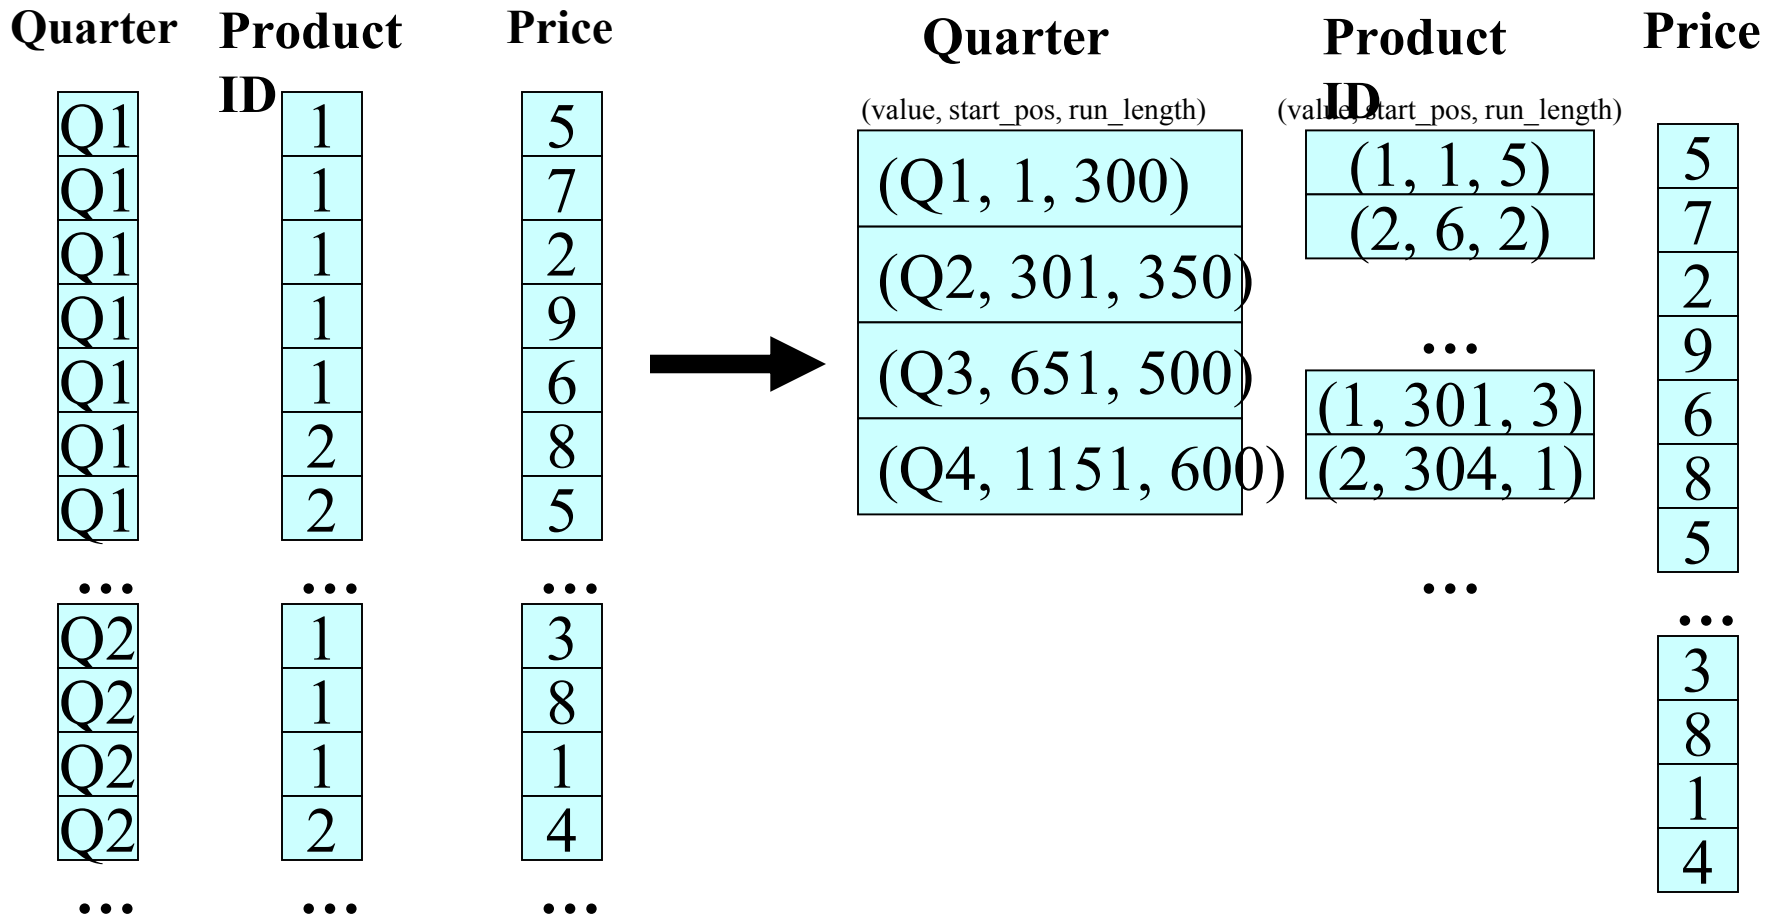 Quarter
Product
ID
Price
Q1
1
5
Q1
1
7
Q1
1
2
Q1
1
9
Q1
1
6
Q1
2
8
Q1
2
5
...
...
...
Q2
1
3
Q2
1
8
Q2
1
1
Q2
2
4
...
...
...
Quarter
(value, start_pos, run_length)
(Q1, 1, 300)
(Q2, 301, 350)
(Q3, 651, 500)
(Q4, 1151, 600)
Product
ID
(value, start_pos, run_length)
(1, 1, 5)
(2, 6, 2)
...
(1, 301, 3)
(2, 304, 1)
...
Price
5
7
2
9
6
8
5
...
3
8
1
4